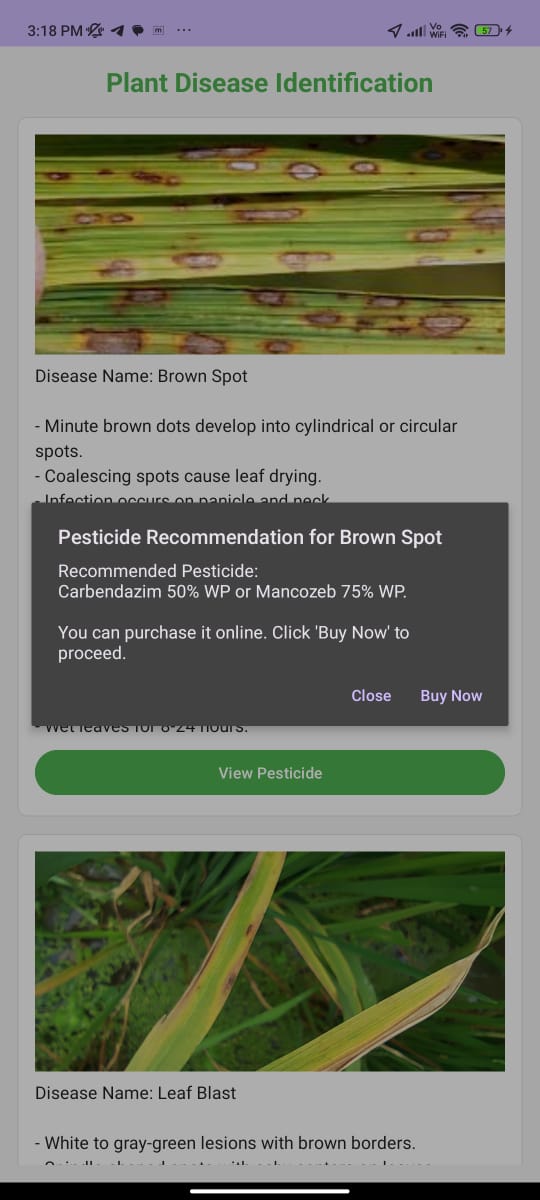 3:18 PM
Vo
WiFi
57
Plant Disease Identification
Disease Name: Brown Spot
- Minute brown dots develop into cylindrical or circular
spots.
- Coalescing spots cause leaf drying.
- Infection occurs on panicle and neck
Pesticide Recommendation for Brown Spot
Recommended Pesticide:
Carbendazim 50% WP or Mancozeb 75% WP.
You can purchase it online. Click 'Buy Now' to
proceed.
Close
Buy Now
- Wet leaves for 8-24 hours.
View Pesticide
Disease Name: Leaf Blast
- White to gray-green lesions with brown borders.